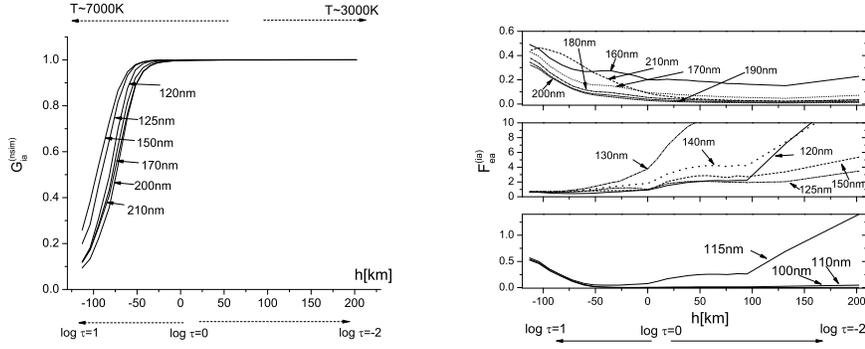 T~7000K
T~3000K
G_ia^(nsim)
1.0
0.8
0.6
0.4
0.2
0.0
120nm
125nm
150nm
170nm
200nm
210nm
h[km]
-100 -50 0 50 100 150 200
log τ=1 log τ=0 log τ=-2
F_ea^(ia)
0.6
0.4
0.2
0.0
180nm
160nm
210nm
170nm
190nm
200nm
10
8
6
4
2
0
130nm
140nm
120nm
150nm
125nm
1.0
0.5
0.0
115nm
100nm
110nm
-100 -50 0 50 100 150 200
h[km]
log τ=1 log τ=0 log τ=-2